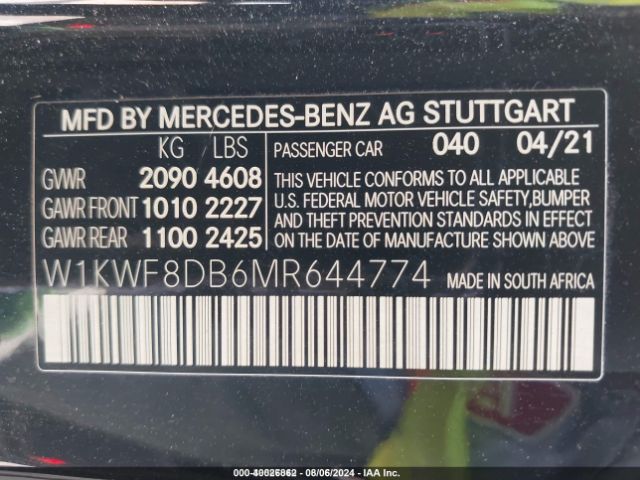 MFD BY MERCEDES-BENZ AG STUTTGART
KG LBS
PASSENGER CAR 040 04/21
GVWR 2090 4608
GAWR FRONT 1010 2227
GAWR REAR 1100 2425
THIS VEHICLE CONFORMS TO ALL APPLICABLE
U.S. FEDERAL MOTOR VEHICLE SAFETY, BUMPER
AND THEFT PREVENTION STANDARDS IN EFFECT
ON THE DATE OF MANUFACTURE SHOWN ABOVE.
W1KWF8DB6MR644774 MADE IN SOUTH AFRICA
- 08/06/2024 - IAA Inc.